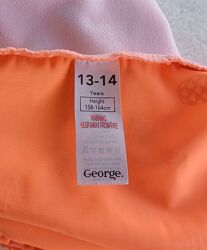 13-14
Years
Height
158-164cm
WARNING
KEEP AWAY FROM FIRE
George.